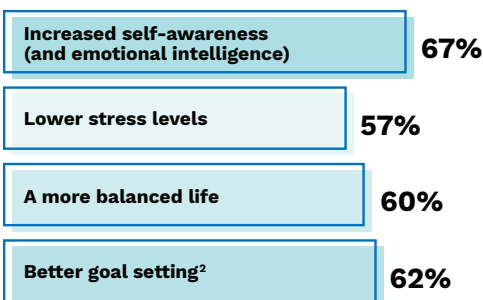 Increased self-awareness
(and emotional intelligence)
67%
Lower stress levels
57%
A more balanced life
60%
Better goal setting²
62%